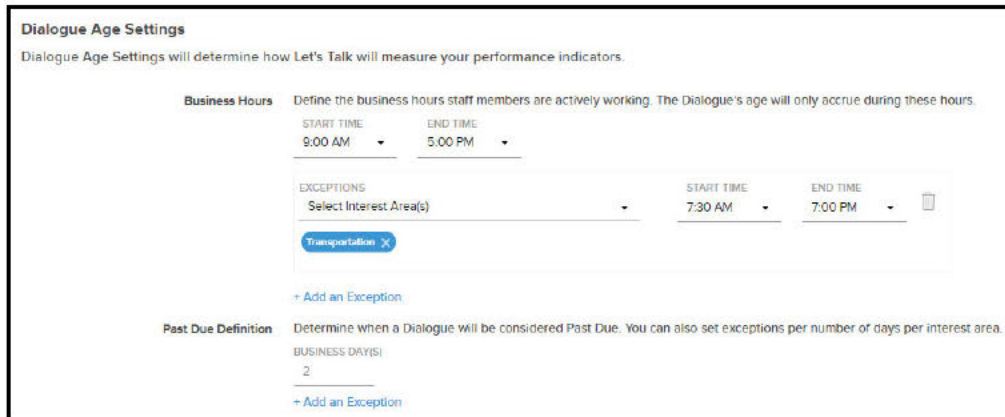 Dialogue Age Settings
Dialogue Age Settings will determine how Let's Talk will measure your performance indicators.
Business Hours Define the business hours staff members are actively working. The Dialogue's age will only accrue during these hours.
START TIME END TIME
9:00 AM 5:00 PM
EXCEPTIONS START TIME END TIME
Select Interest Area(s) 7:30 AM 7:00 PM
Transportation X
+ Add an Exception
Past Due Definition Determine when a Dialogue will be considered Past Due. You can also set exceptions per number of days per interest area.
BUSINESS DAY(S)
2
+ Add an Exception